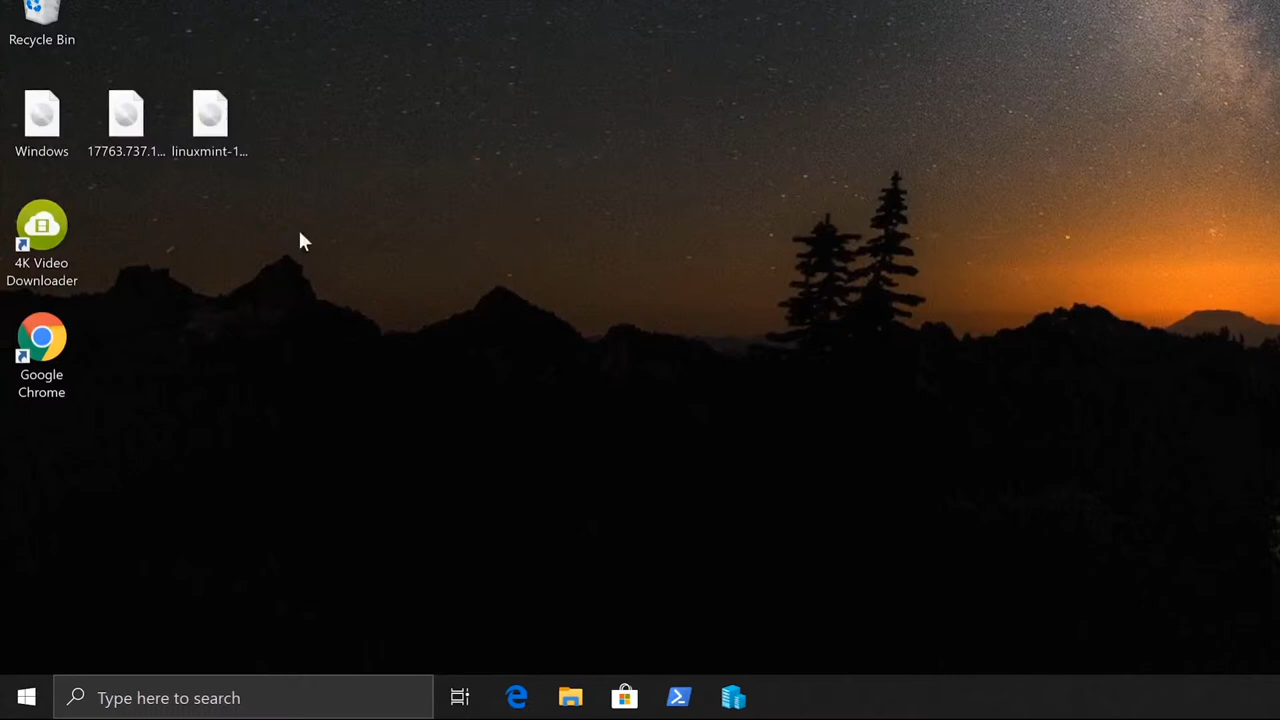 Recycle Bin
Windows
17763.737.1...
linuxmint-1...
4K Video
Downloader
Google
Chrome
Type here to search